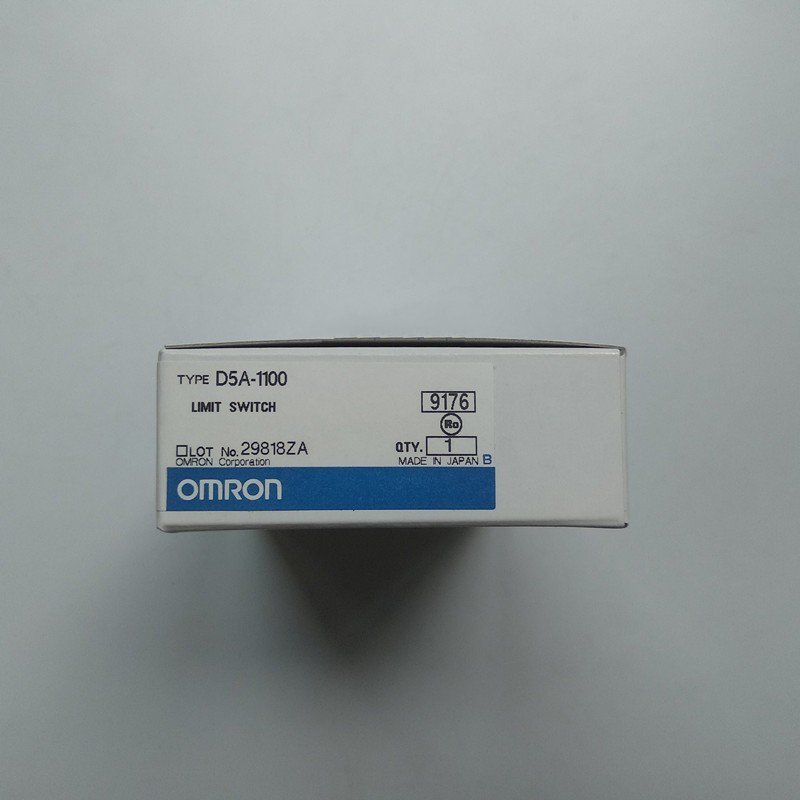 TYPE D5A-1100
LIMIT SWITCH
9176
Ro
LOT No. 29818ZA
QTY. 1
OMRON Corporation
MADE IN JAPAN B
OMRON